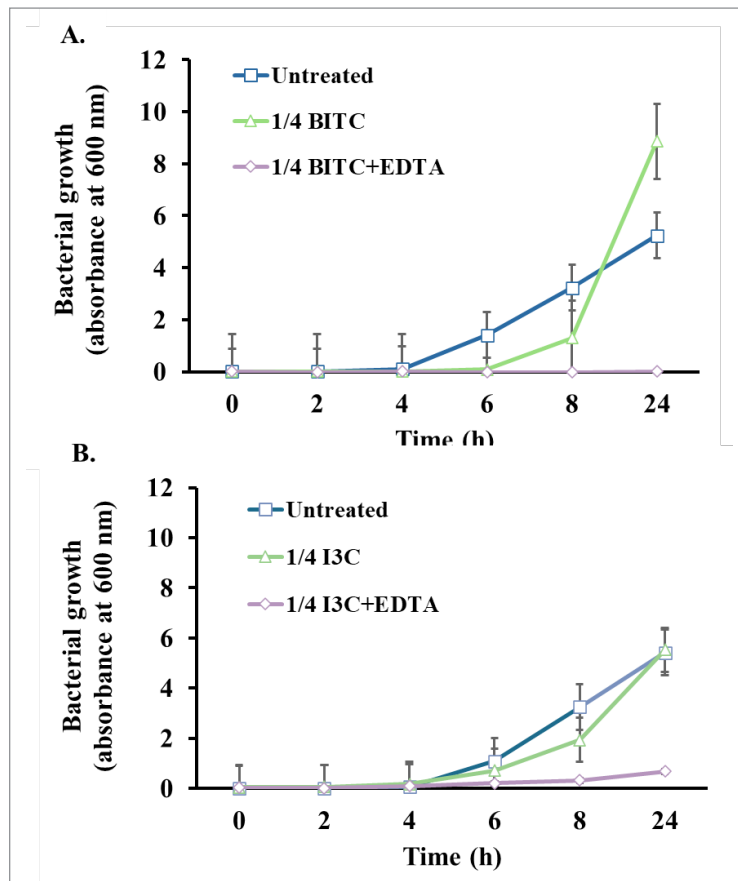 A.
Bacterial growth
(absorbance at 600 nm)
12
10
8
6
4
2
0
Untreated
1/4 BITC
1/4 BITC+EDTA
0 2 4 6 8 24
Time (h)
B.
Bacterial growth
(absorbance at 600 nm)
12
10
8
6
4
2
0
Untreated
1/4 I3C
1/4 I3C+EDTA
0 2 4 6 8 24
Time (h)